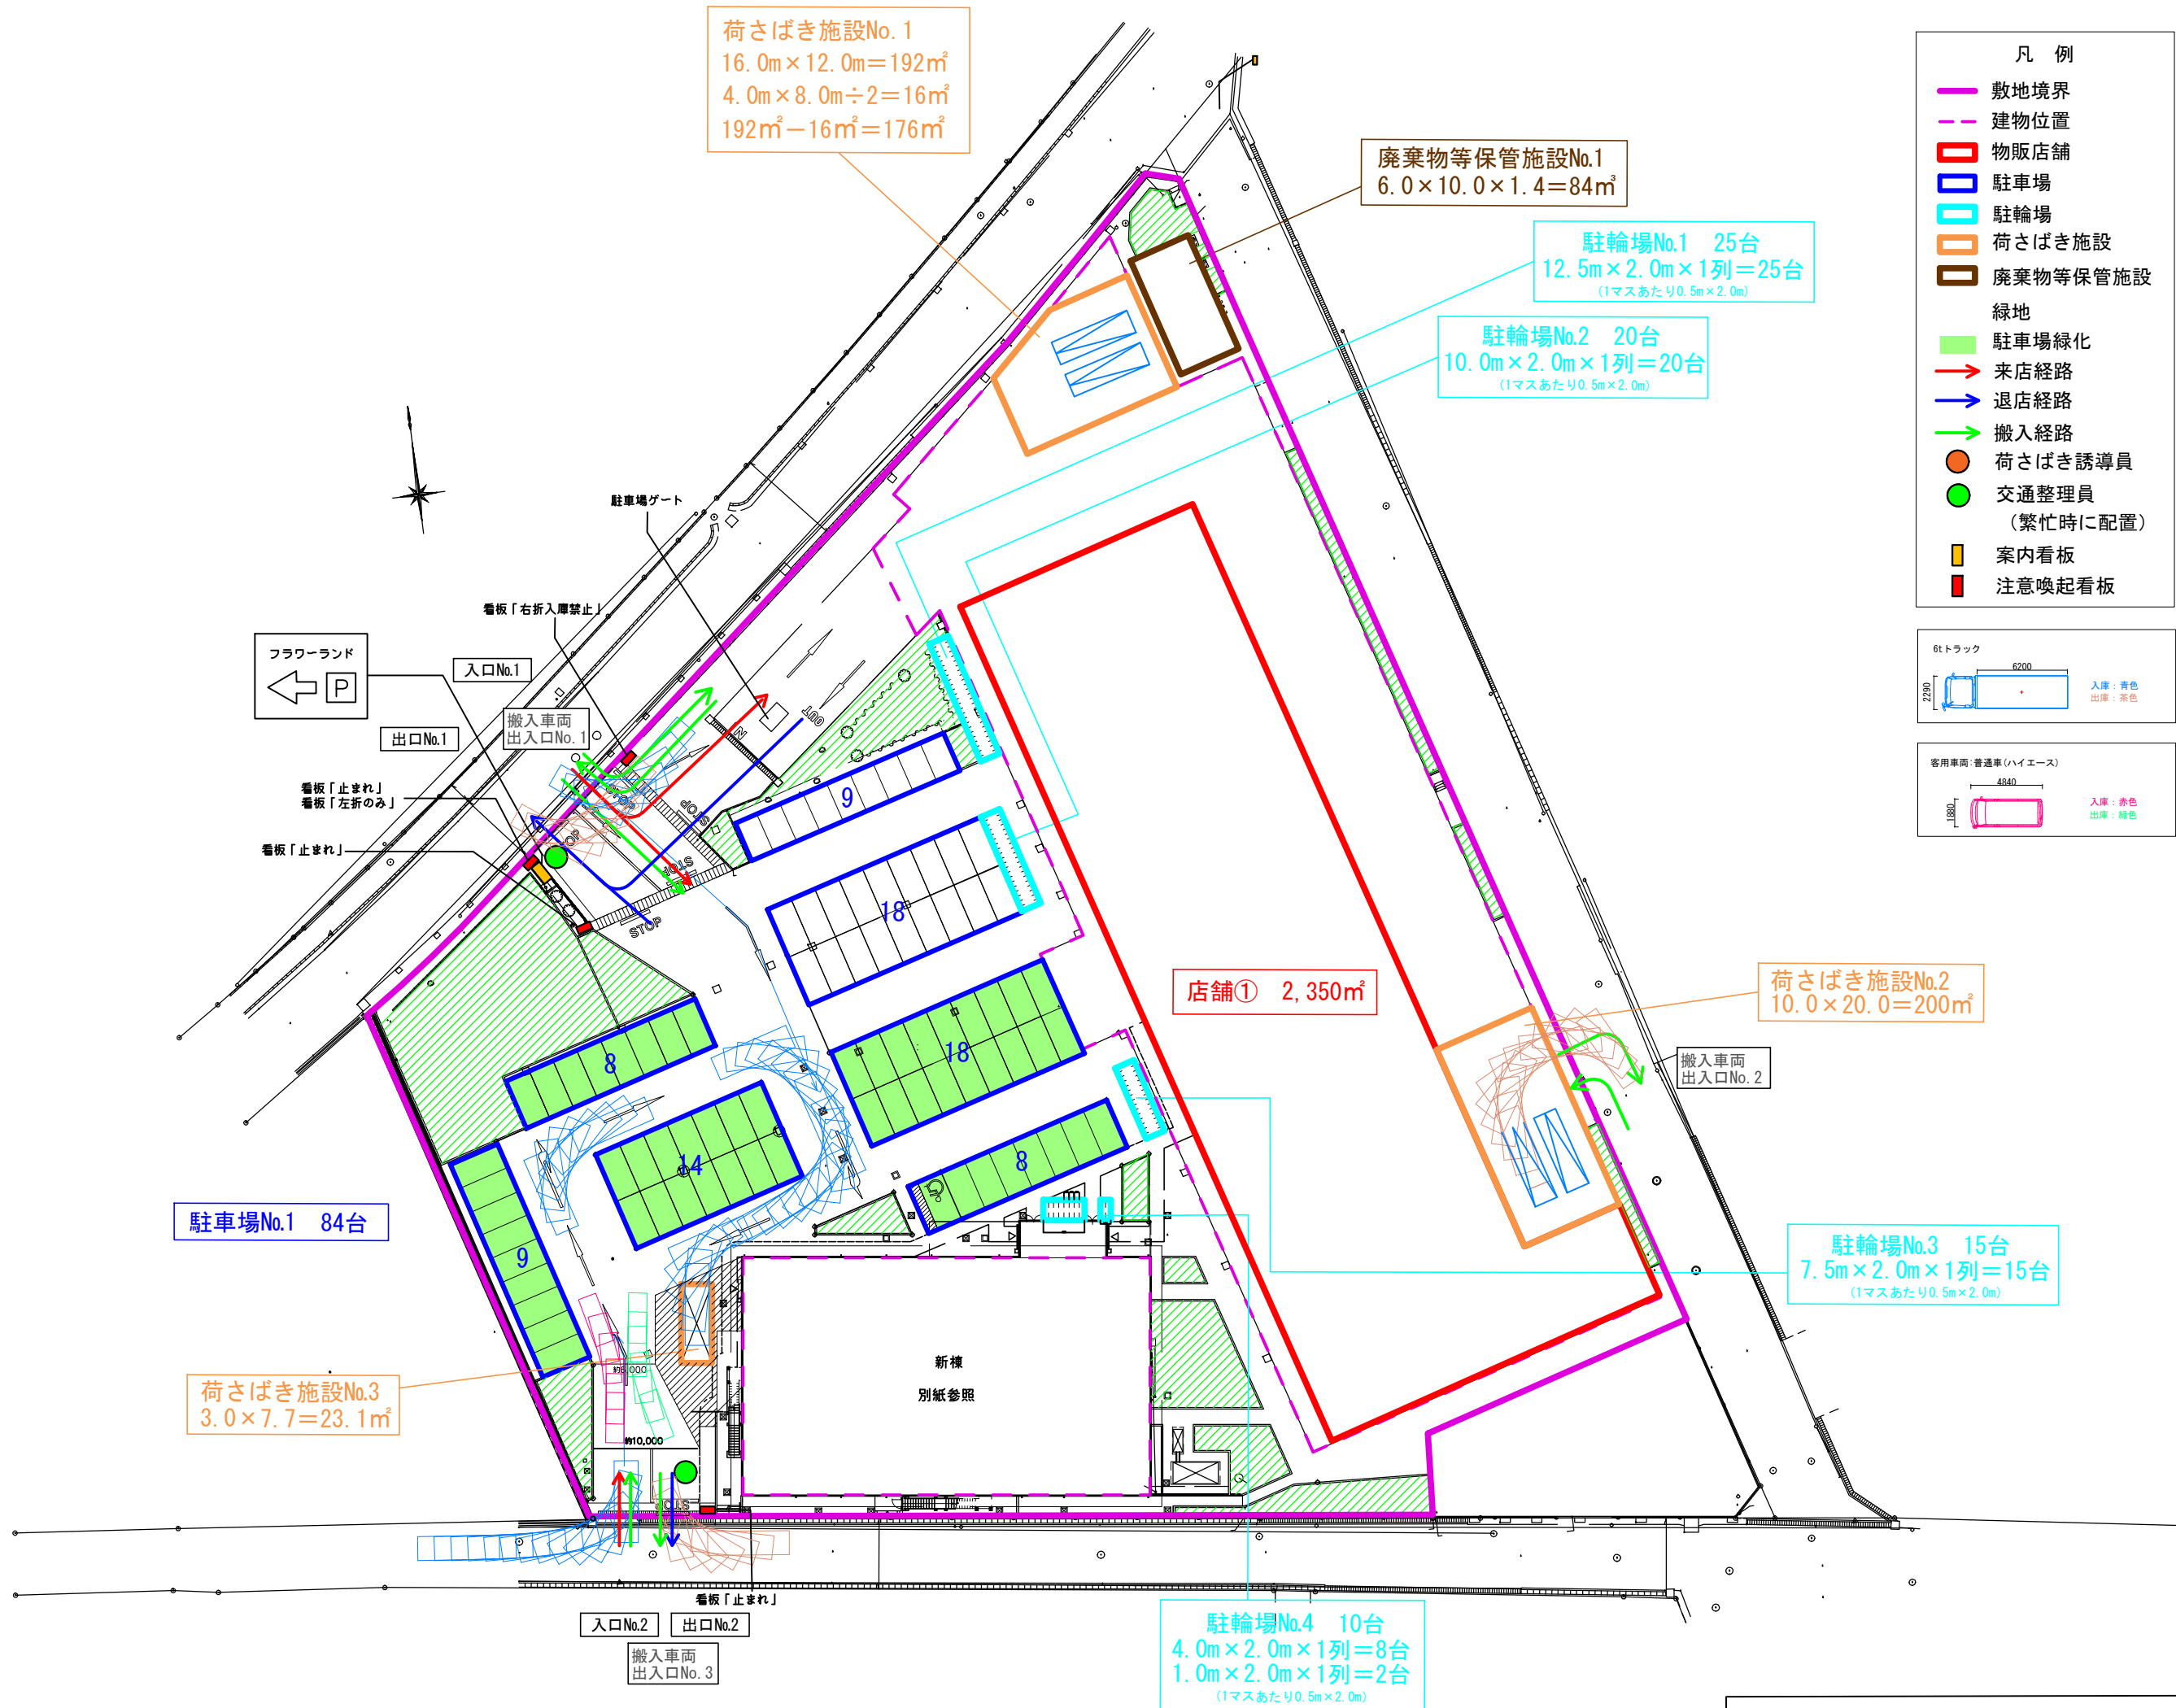 荷さばき施設No.1
16.0m×12.0m=192㎡
4.0m×8.0m÷2=16㎡
192㎡-16㎡=176㎡
廃棄物等保管施設No.1
6.0×10.0×1.4=84㎥
駐輪場No.1 25台
12.5m×2.0m×1列=25台
(1マスあたり0.5m×2.0m)
駐輪場No.2 20台
10.0m×2.0m×1列=20台
(1マスあたり0.5m×2.0m)
凡 例
敷地境界
建物位置
物販店舗
駐車場
駐輪場
荷さばき施設
廃棄物等保管施設
緑地
駐車場緑化
来店経路
退店経路
搬入経路
荷さばき誘導員
交通整理員
(繁忙時に配置)
案内看板
注意喚起看板
6tトラック
6200
2290
入庫:青色
出庫:茶色
客用車両:普通車(ハイエース)
4840
1880
入庫:赤色
出庫:緑色
駐車場ゲート
看板「右折入庫禁止」
フラワーランド
P
入口No.1
搬入車両
出入口No.1
出口No.1
看板「止まれ」
看板「左折のみ」
看板「止まれ」
OUT
IN
STOP
STOP
STOP
STOP
9
18
18
8
14
8
9
店舗① 2,350㎡
荷さばき施設No.2
10.0×20.0=200㎡
搬入車両
出入口No.2
駐車場No.1 84台
駐輪場No.3 15台
7.5m×2.0m×1列=15台
(1マスあたり0.5m×2.0m)
新棟
別紙参照
荷さばき施設No.3
3.0×7.7=23.1㎡
約6,000
約10,000
STOP
看板「止まれ」
入口No.2
出口No.2
搬入車両
出入口No.3
駐輪場No.4 10台
4.0m×2.0m×1列=8台
1.0m×2.0m×1列=2台
(1マスあたり0.5m×2.0m)